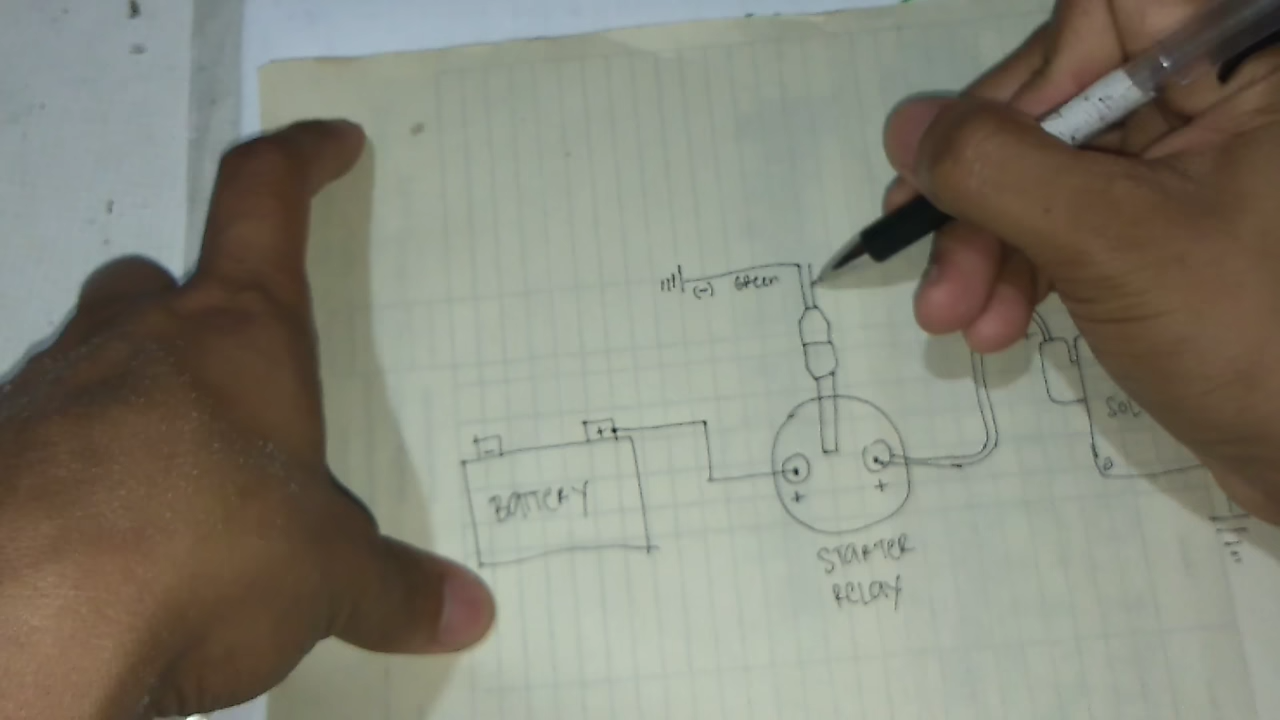 (-) Green
- +
BATTERY
+ +
STARTER
RELAY
SOL